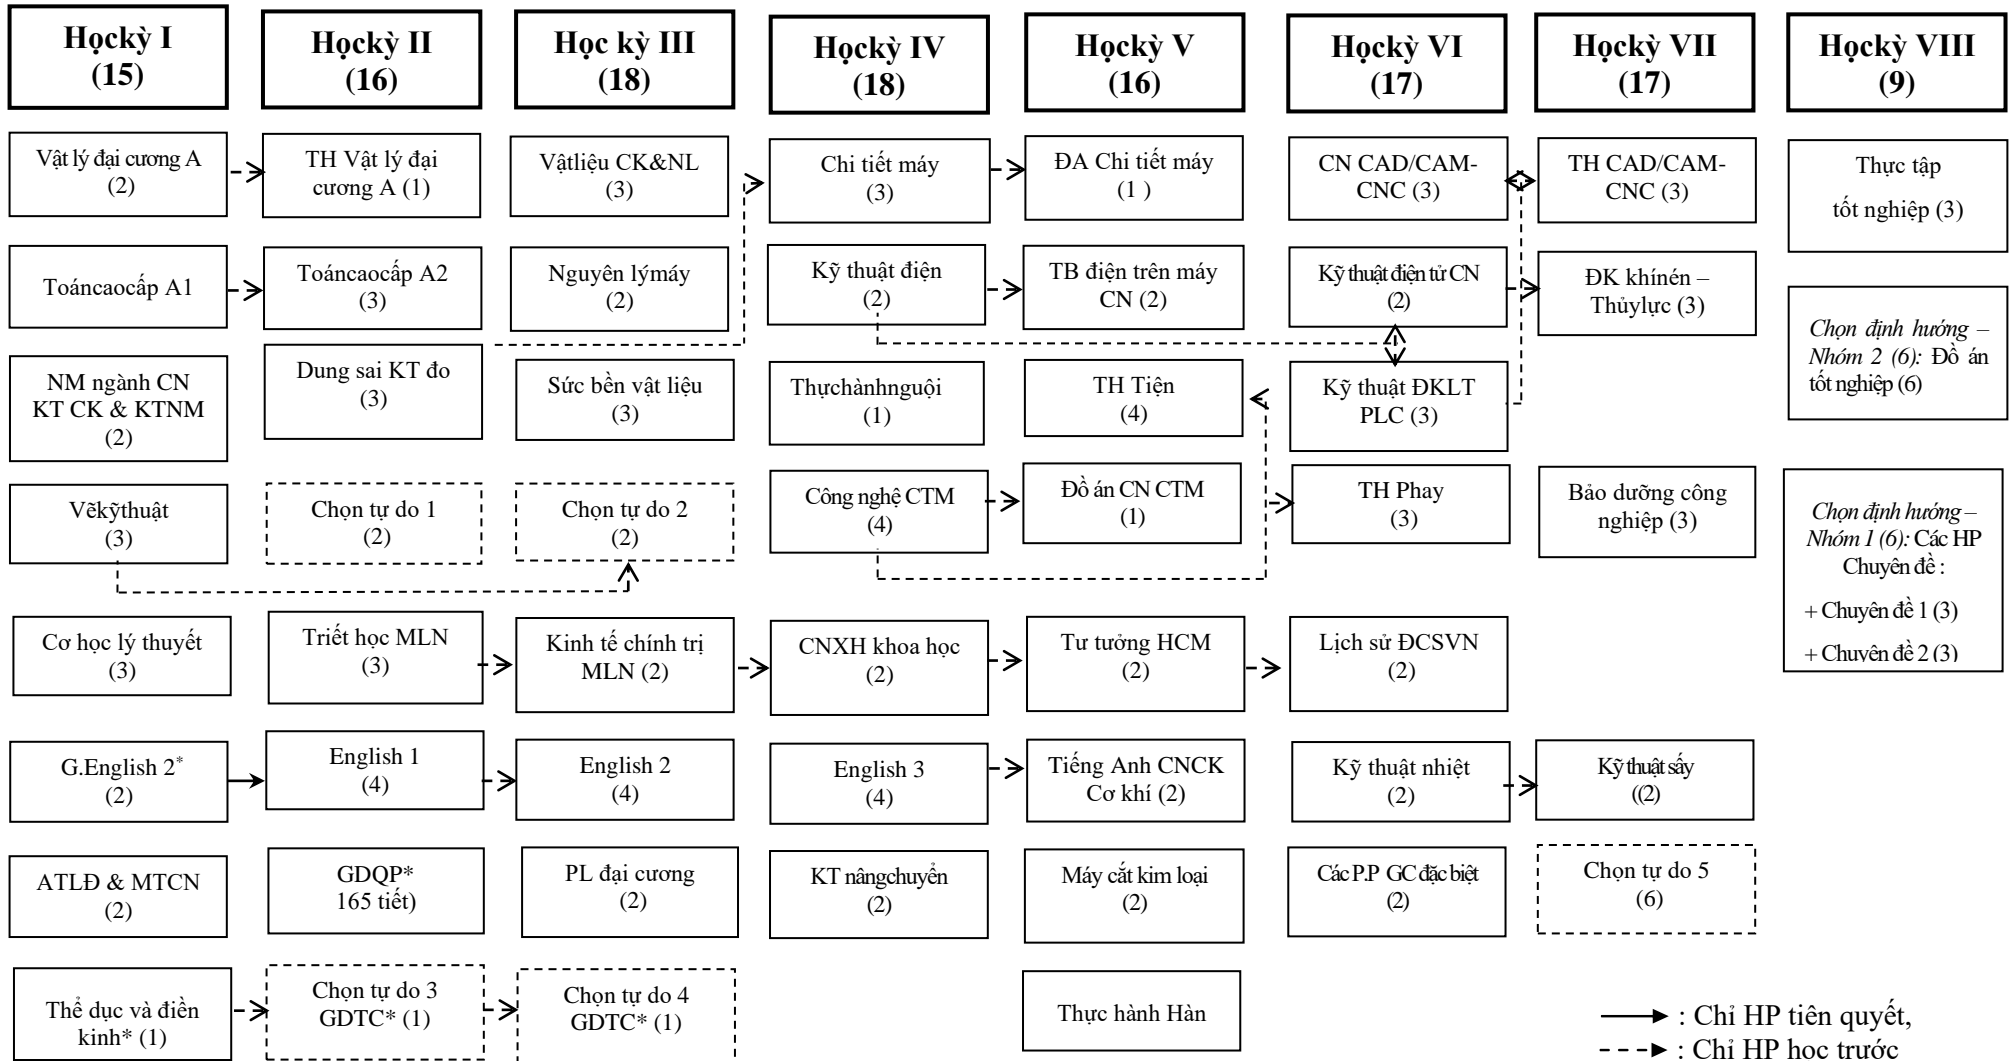 Họckỳ I
(15)
Họckỳ II
(16)
Học kỳ III
(18)
Họckỳ IV
(18)
Họckỳ V
(16)
Họckỳ VI
(17)
Họckỳ VII
(17)
Họckỳ VIII
(9)
Vật lý đại cương A
(2)
TH Vật lý đại
cương A (1)
Vậtliệu CK&NL
(3)
Chi tiết máy
(3)
ĐA Chi tiết máy
(1 )
CN CAD/CAM-
CNC (3)
TH CAD/CAM-
CNC (3)
Thực tập
tốt nghiệp (3)
Toáncaocấp A1
Toáncaocấp A2
(3)
Nguyên lýmáy
(2)
Kỹ thuật điện
(2)
TB điện trên máy
CN (2)
Kỹ thuật điện tử CN
(2)
ĐK khínén –
Thủylực (3)
Chọn định hướng –
Nhóm 2 (6): Đồ án
tốt nghiệp (6)
NM ngành CN
KT CK & KTNM
(2)
Dung sai KT đo
(3)
Sức bền vật liệu
(3)
Thựchànhnguội
(1)
TH Tiện
(4)
Kỹ thuật ĐKLT
PLC (3)
Vẽkỹthuật
(3)
Chọn tự do 1
(2)
Chọn tự do 2
(2)
Công nghệ CTM
(4)
Đồ án CN CTM
(1)
TH Phay
(3)
Bảo dưỡng công
nghiệp (3)
Chọn định hướng –
Nhóm 1 (6): Các HP
Chuyên đề :
+ Chuyên đề 1 (3)
+ Chuyên đề 2 (3)
Cơ học lý thuyết
(3)
Triết học MLN
(3)
Kinh tế chính trị
MLN (2)
CNXH khoa học
(2)
Tư tưởng HCM
(2)
Lịch sử ĐCSVN
(2)
G.English 2*
(2)
English 1
(4)
English 2
(4)
English 3
(4)
Tiếng Anh CNCK
Cơ khí (2)
Kỹ thuật nhiệt
(2)
Kỹ thuật sấy
((2)
ATLĐ & MTCN
(2)
GDQP*
165 tiết)
PL đại cương
(2)
KT nângchuyển
(2)
Máy cắt kim loại
(2)
Các P.P GC đặc biệt
(2)
Chọn tự do 5
(6)
Thể dục và điền
kinh* (1)
Chọn tự do 3
GDTC* (1)
Chọn tự do 4
GDTC* (1)
Thực hành Hàn
: Chỉ HP tiên quyết,
: Chỉ HP học trước